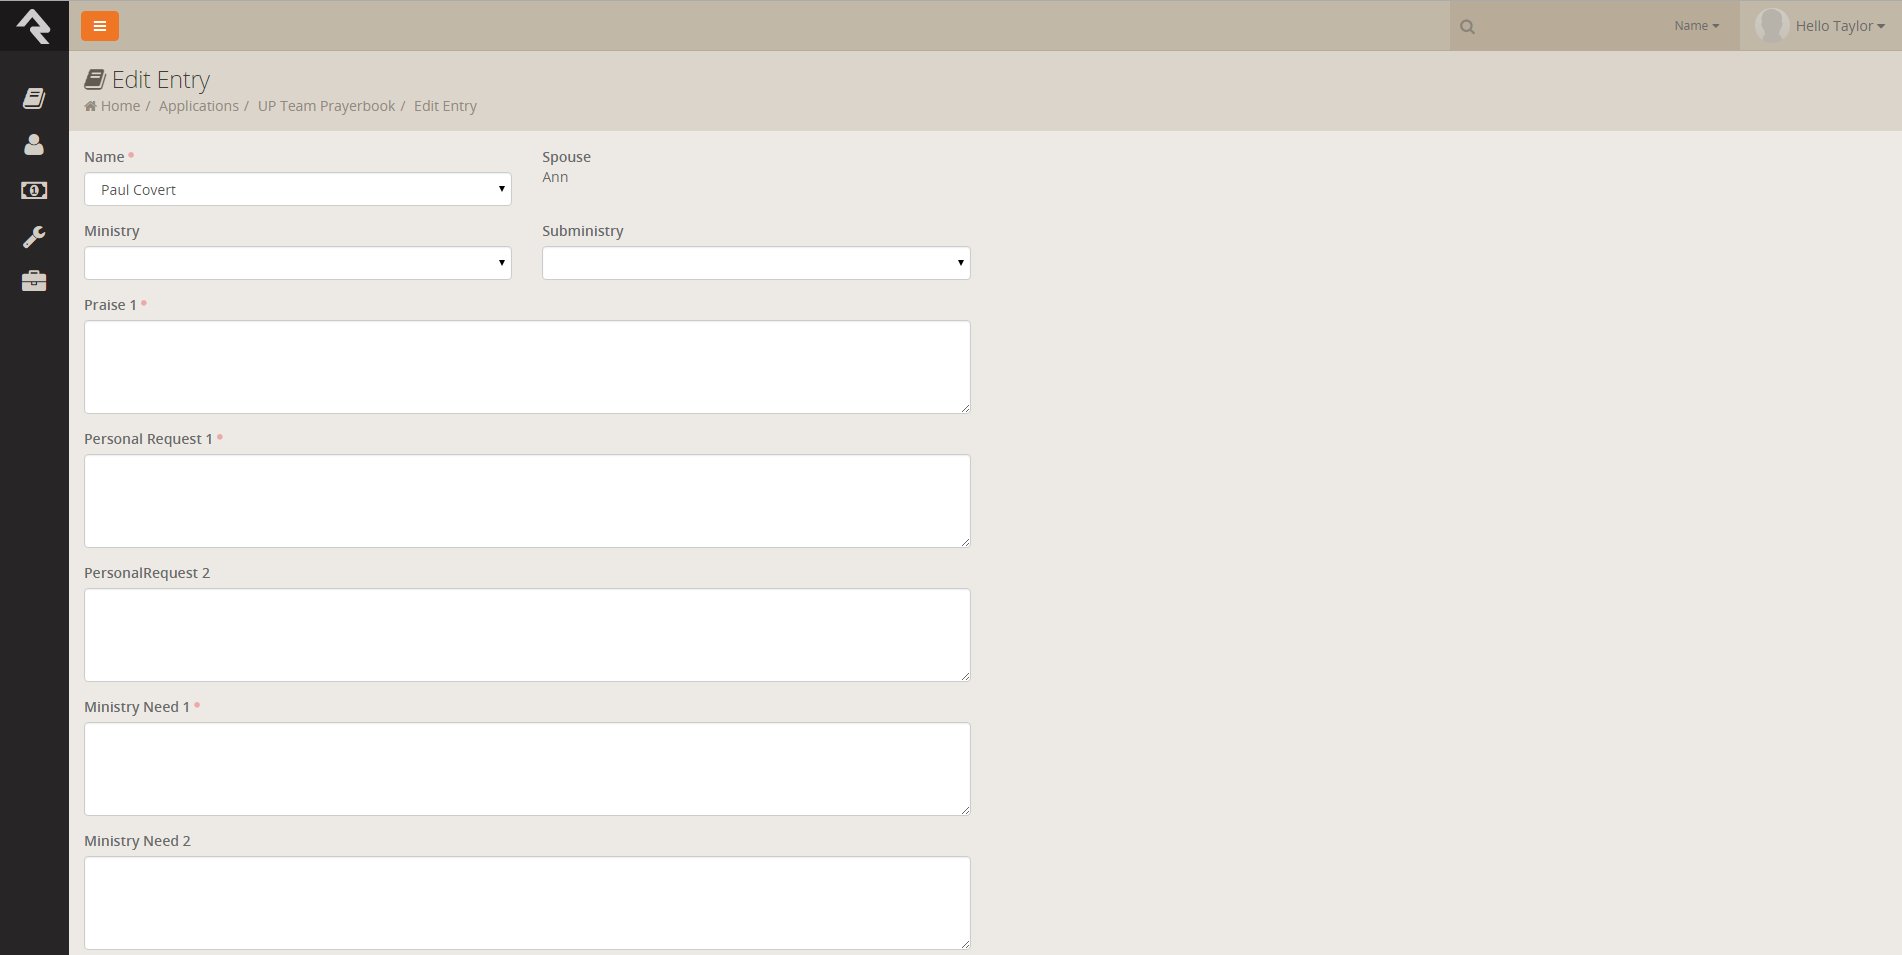 Name
Hello Taylor
Edit Entry
Home / Applications / UP Team Prayerbook / Edit Entry
Name
Spouse
Paul Covert
Ann
Ministry
Subministry
Praise 1
Personal Request 1
PersonalRequest 2
Ministry Need 1
Ministry Need 2